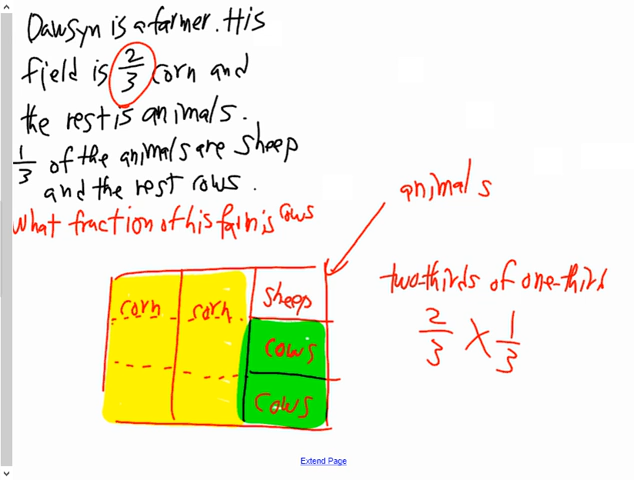 Dawsyn is a farmer. His
field is 2/3 corn and
the rest is animals.
1/3 of the animals are sheep
and the rest cows.
What fraction of his farm is cows
animals
two-thirds of one-third
2/3 X 1/3
corn corn sheep
cows
cows
Extend Page